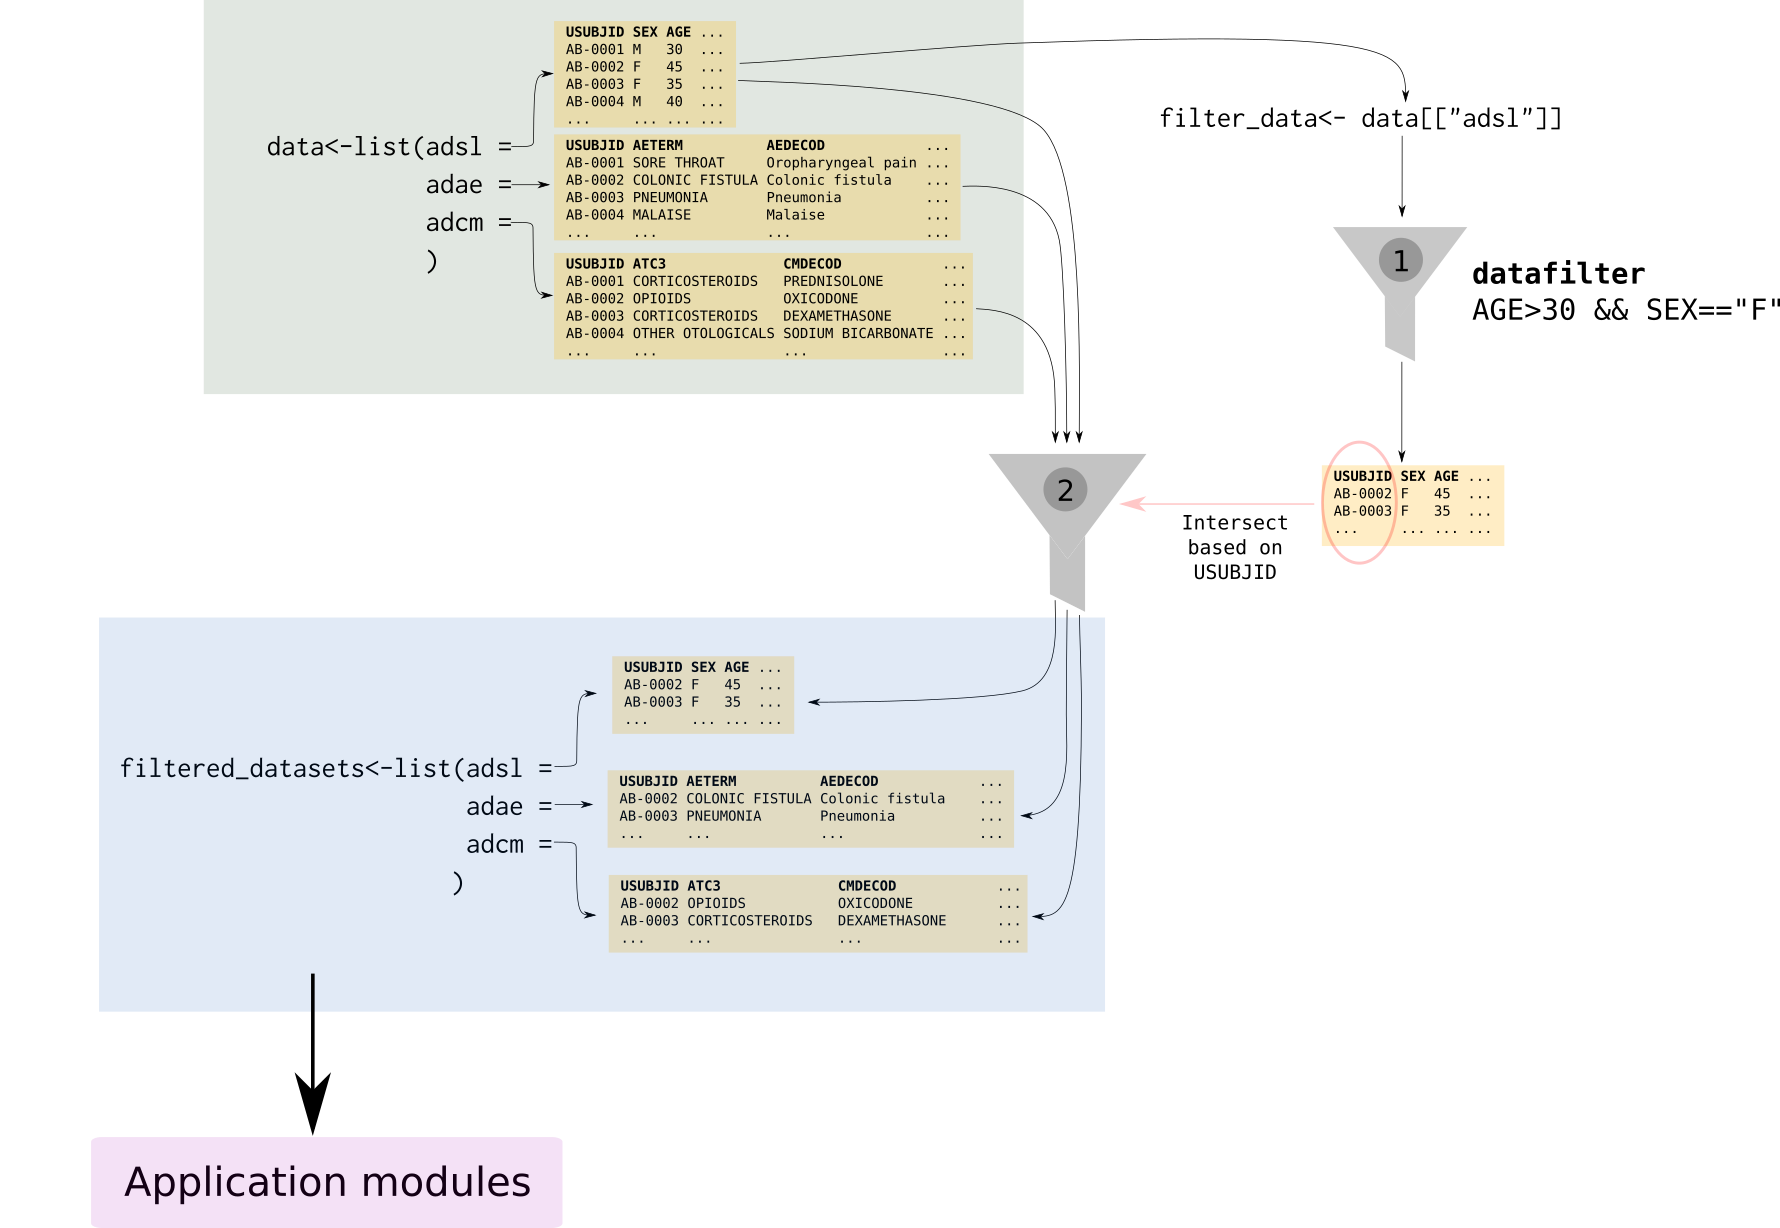 USUBJID SEX AGE ...
AB-0001 M 30 ...
AB-0002 F 45 ...
AB-0003 F 35 ...
AB-0004 M 40 ...
... ... ... ...
data<-list(adsl =
adae =
adcm =
)
USUBJID AETERM AEDECOD ...
AB-0001 SORE THROAT Oropharyngeal pain ...
AB-0002 COLONIC FISTULA Colonic fistula ...
AB-0003 PNEUMONIA Pneumonia ...
AB-0004 MALAISE Malaise ...
... ... ... ...
USUBJID ATC3 CMDECOD ...
AB-0001 CORTICOSTEROIDS PREDNISOLONE ...
AB-0002 OPIOIDS OXICODONE ...
AB-0003 CORTICOSTEROIDS DEXAMETHASONE ...
AB-0004 OTHER OTOLOGICALS SODIUM BICARBONATE ...
... ... ... ...
filter_data<- data[["adsl"]]
1
datafilter
AGE>30 && SEX=="F"
USUBJID SEX AGE ...
AB-0002 F 45 ...
AB-0003 F 35 ...
... ... ... ...
2
Intersect
based on
USUBJID
USUBJID SEX AGE ...
AB-0002 F 45 ...
AB-0003 F 35 ...
... ... ... ...
filtered_datasets<-list(adsl =
adae =
adcm =
)
USUBJID AETERM AEDECOD ...
AB-0002 COLONIC FISTULA Colonic fistula ...
AB-0003 PNEUMONIA Pneumonia ...
... ... ... ...
USUBJID ATC3 CMDECOD ...
AB-0002 OPIOIDS OXICODONE ...
AB-0003 CORTICOSTEROIDS DEXAMETHASONE ...
... ... ... ...
Application modules